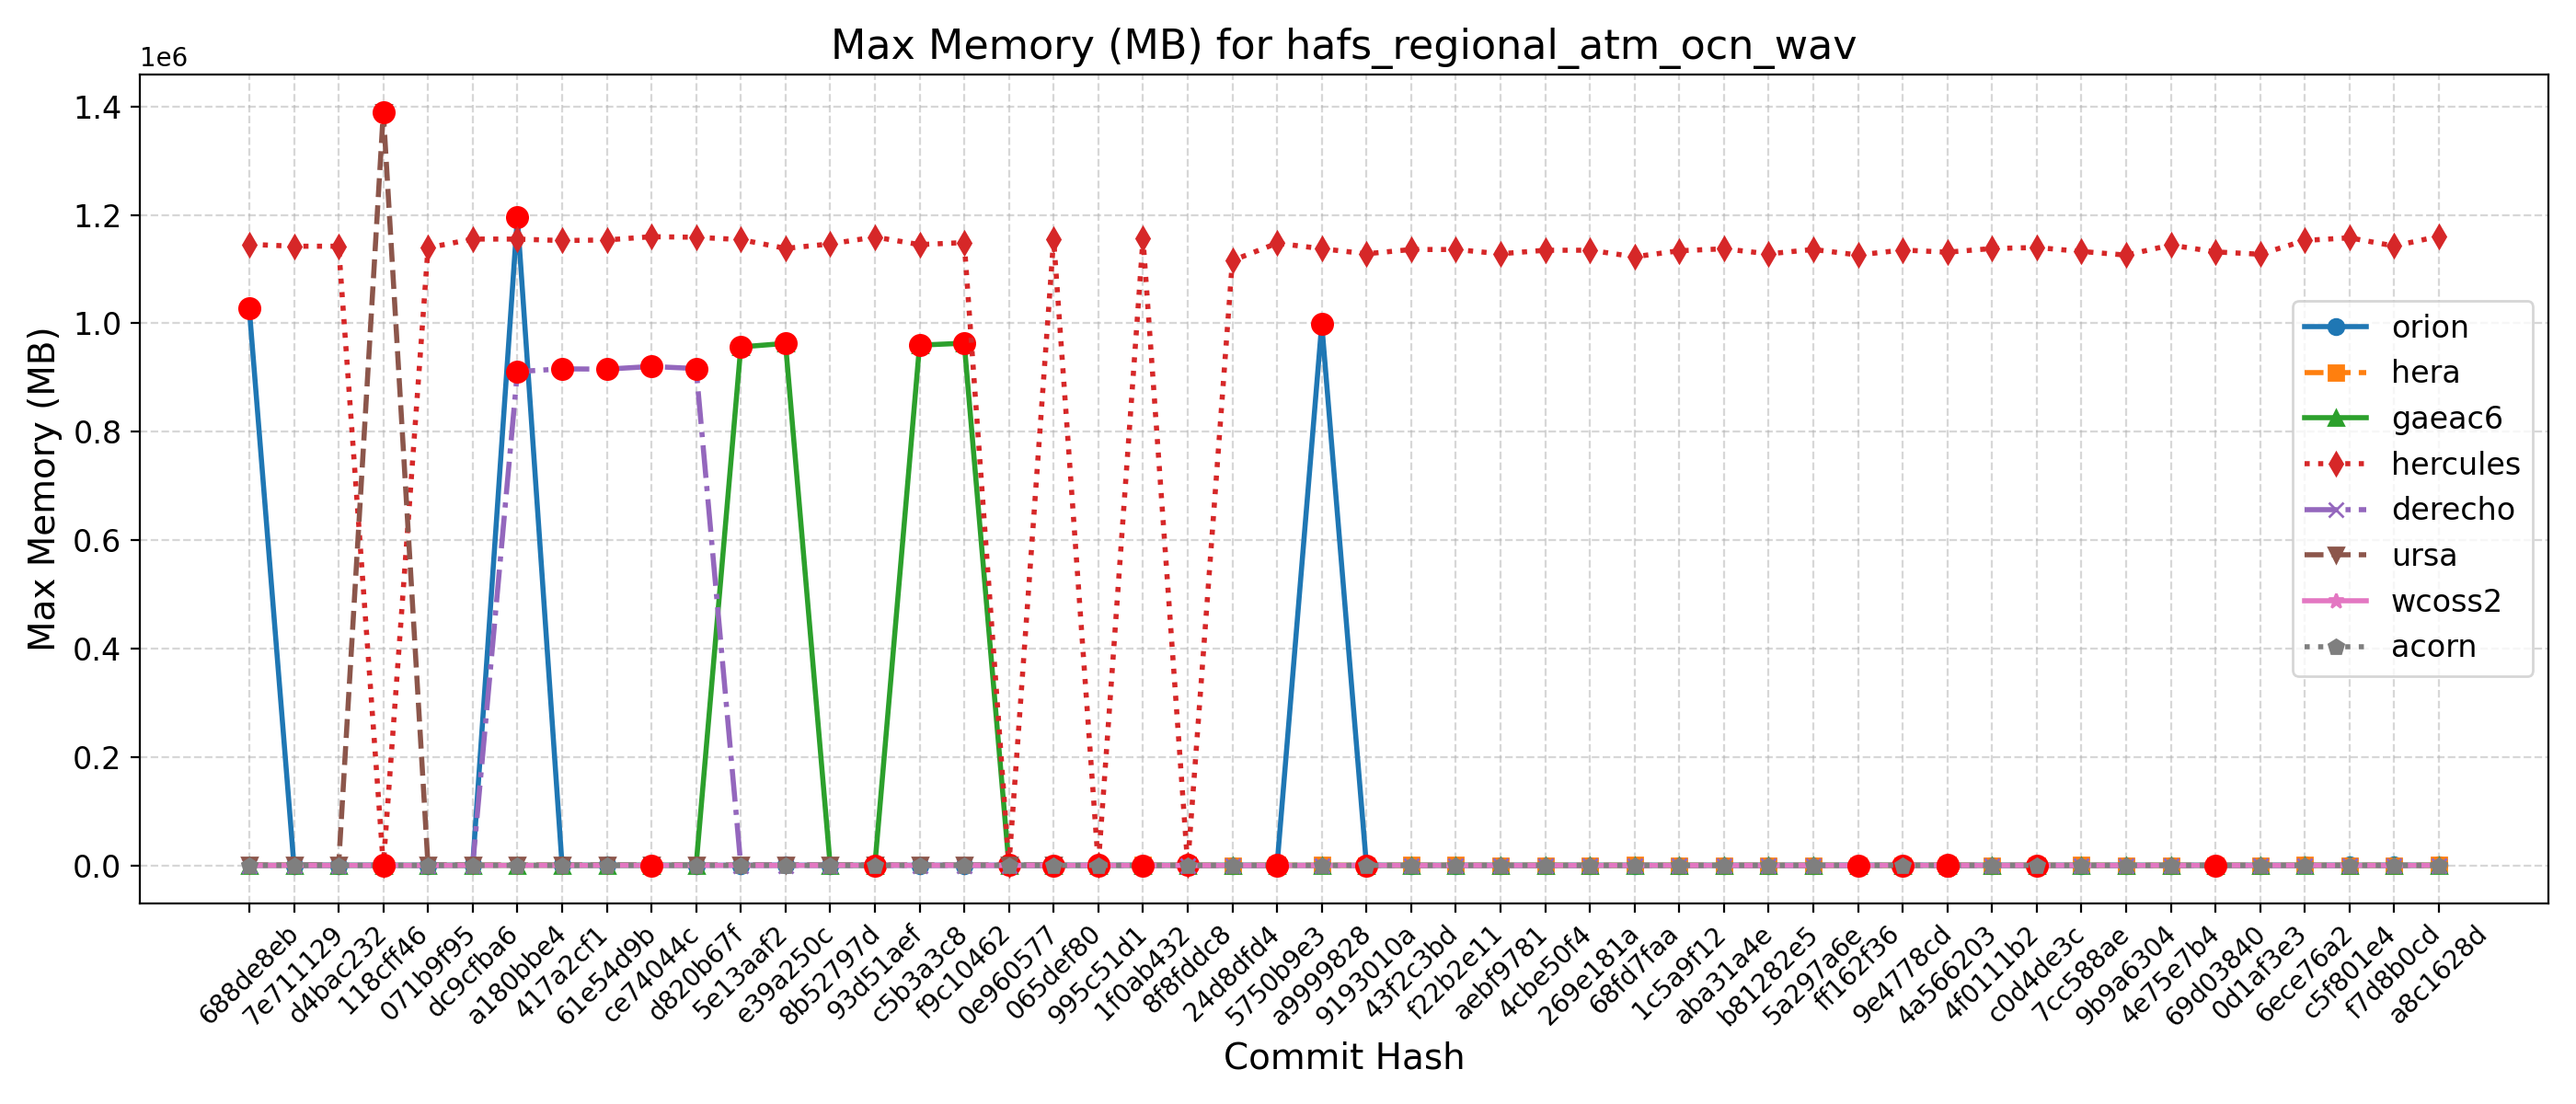 Max Memory (MB) for hafs_regional_atm_ocn_wav
1e6
1.4
1.2
1.0
0.8
0.6
0.4
0.2
0.0
Max Memory (MB)
orion
hera
gaeac6
hercules
derecho
ursa
wcoss2
acorn
688de8eb
7e711129
d4bac232
118cff46
071b9f95
dc9cfba6
a180bbe4
417a2cf1
61e54d9b
ce74044c
d820b67f
5e13aaf2
e39a250c
8b52797d
93d51aef
c5b3a3c8
f9c10462
0e960577
065def80
995c51d1
1f0ab432
8f8fddc8
24d8dfd4
5750b9e3
a9999828
9193010a
43f2c3bd
f22b2e11
aebf9781
4cbe50f4
269e181a
68fd7faa
1c5a9f12
aba31a4e
b81282e5
5a297a6e
ff162f36
9e4778cd
4a566203
4f0111b2
c0d4de3c
7cc588ae
9b9a6304
4e75e7b4
69d03840
0d1af3e3
6ece76a2
c5f801e4
f7d8b0cd
a8c1628d
Commit Hash